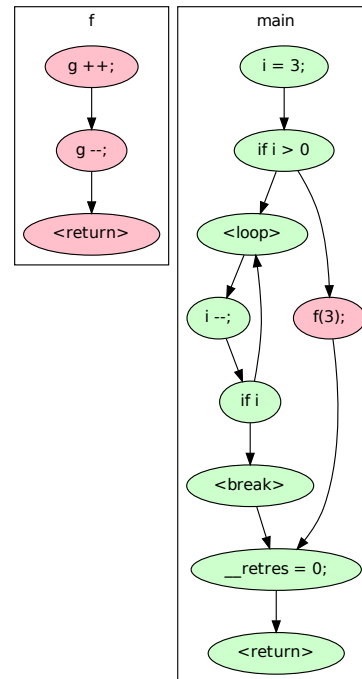 f
g ++;
g --;
<return>
main
i = 3;
if i > 0
<loop>
i --;
f(3);
if i
<break>
__retres = 0;
<return>